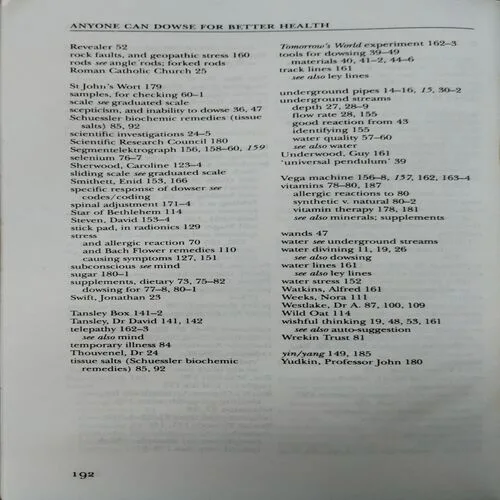 ANYONE CAN DOWSE FOR BETTER HEALTH
Revealer 52
rock faults, and geopathic stress 160
rods see angle rods; forked rods
Roman Catholic Church 25
St John's Wort 179
samples, for checking 60–1
scale see graduated scale
scepticism, and inability to dowse 36, 47
Schuessler biochemic remedies (tissue
salts) 85, 92
scientific investigations 24–5
Scientific Research Council 180
Segmentelektrograph 156, 158–60, 159
selenium 76–7
Sherwood, Caroline 123–4
sliding scale see graduated scale
Smithett, Enid 153, 166
specific response of dowser see
codes/coding
spinal adjustment 171–4
Star of Bethlehem 114
Steven, David 153–4
stick pad, in radionics 129
stress
and allergic reaction 70
and Bach Flower remedies 110
causing symptoms 127, 151
subconscious see mind
sugar 180–1
supplements, dietary 73, 75–82
dowsing for 77–8, 80–1
Swift, Jonathan 23
Tansley Box 141–2
Tansley, Dr David 141, 142
telepathy 162–3
see also mind
temporary illness 84
Thouvenel, Dr 24
tissue salts (Schuessler biochemic
remedies) 85, 92
Tomorrow's World experiment 162–3
tools for dowsing 39–49
materials 40, 41–2, 44–6
track lines 161
see also ley lines
underground pipes 14–16, 15, 30–2
underground streams
depth 27, 28–9
flow rate 28, 155
good reaction from 43
identifying 155
water quality 57–60
see also water
Underwood, Guy 161
'universal pendulum' 39
Vega machine 156–8, 157, 162, 163–4
vitamins 78–80, 187
allergic reactions to 80
synthetic v. natural 80–2
vitamin therapy 178, 181
see also minerals; supplements
wands 47
water see underground streams
water divining 11, 19, 26
see also dowsing
water lines 161
see also ley lines
water stress 152
Watkins, Alfred 161
Weeks, Nora 111
Westlake, Dr A. 87, 100, 109
Wild Oat 114
wishful thinking 19, 48, 53, 161
see also auto-suggestion
Wrekin Trust 81
yin/yang 149, 185
Yudkin, Professor John 180
192